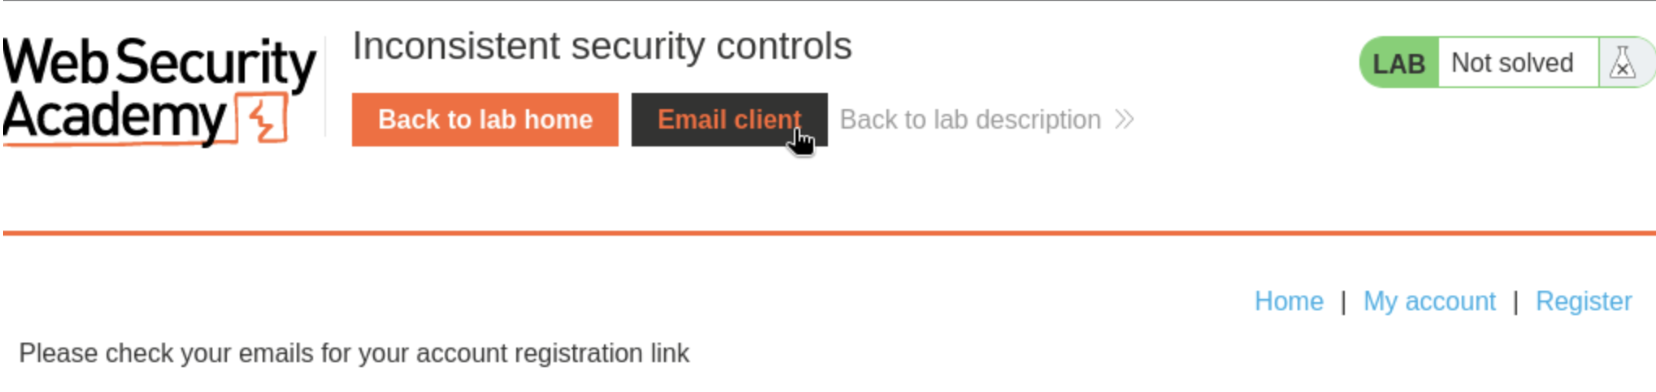 Web Security
Academy
Inconsistent security controls
Back to lab home
Email client
Back to lab description
LAB
Not solved
Home | My account | Register
Please check your emails for your account registration link